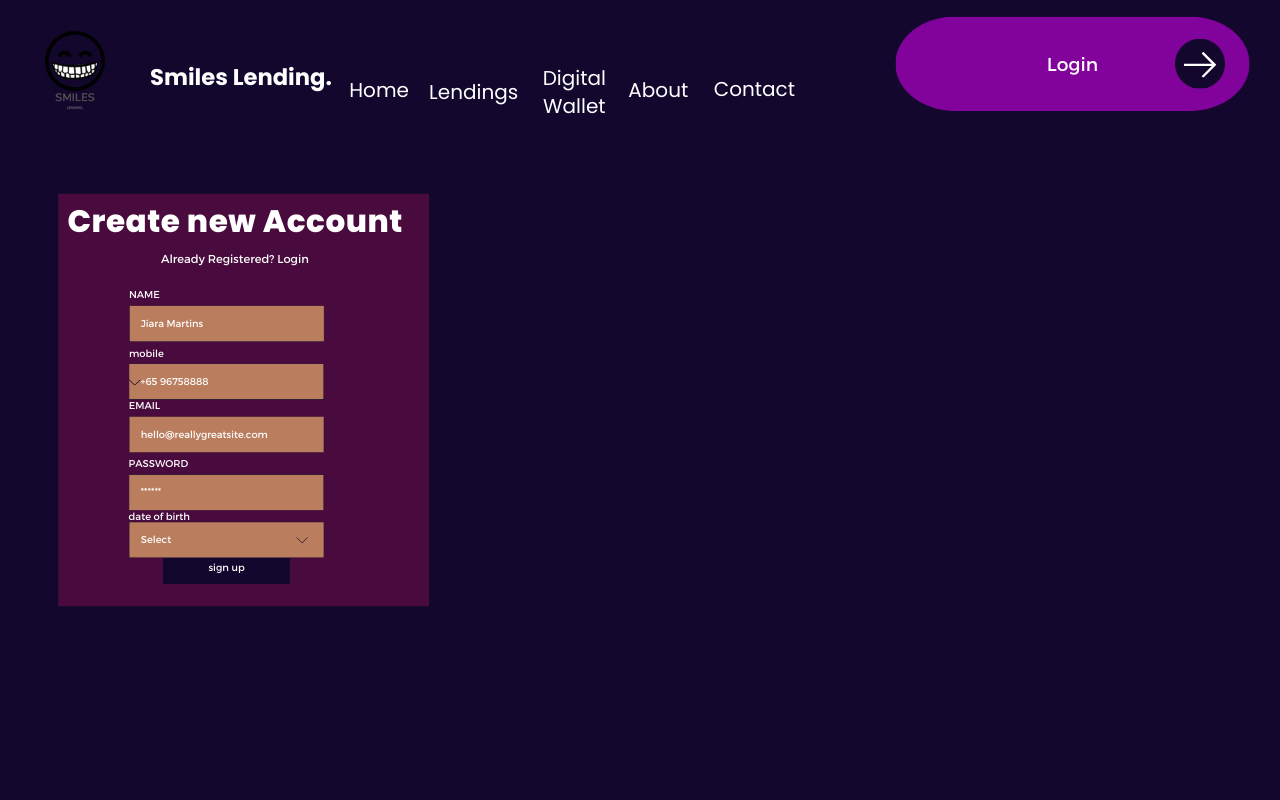 SMILES
LENDING
Smiles Lending.
Home
Lendings
Digital
Wallet
About
Contact
Login
Create new Account
Already Registered? Login
NAME
Jiara Martins
mobile
+65 96758888
EMAIL
hello@reallygreatsite.com
PASSWORD
******
date of birth
Select
sign up